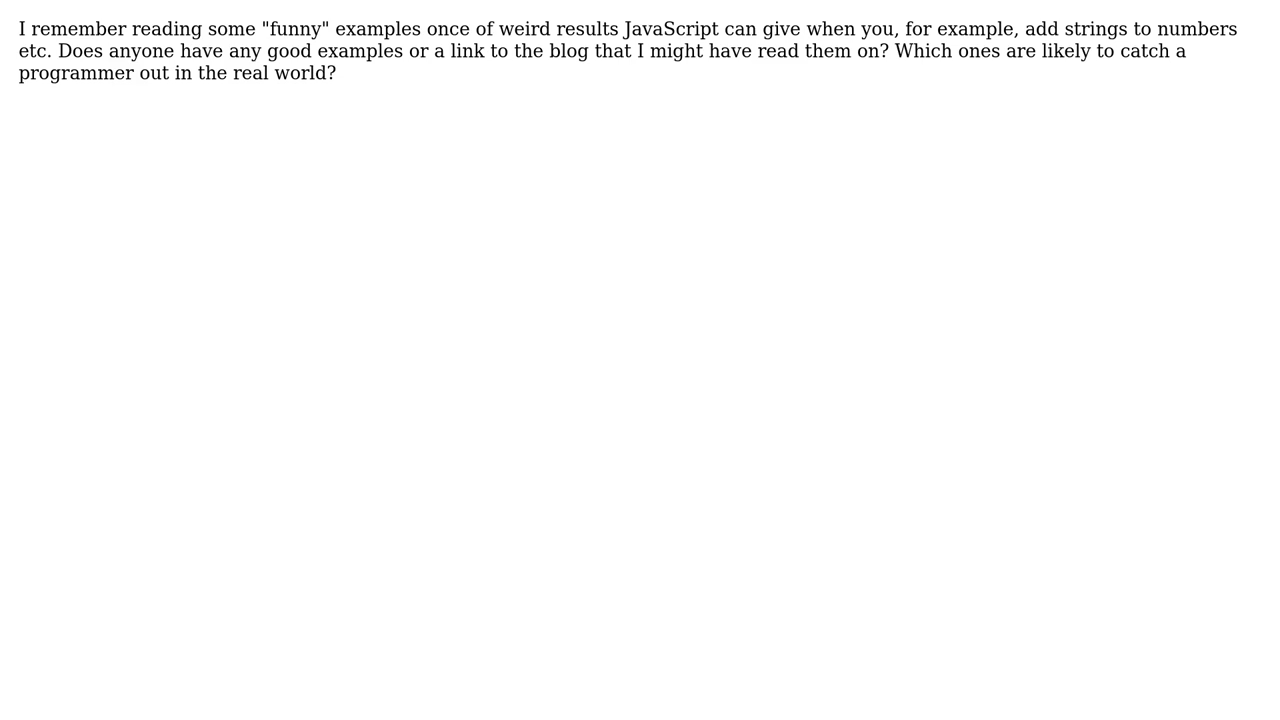 I remember reading some "funny" examples once of weird results JavaScript can give when you, for example, add strings to numbers
etc. Does anyone have any good examples or a link to the blog that I might have read them on? Which ones are likely to catch a
programmer out in the real world?